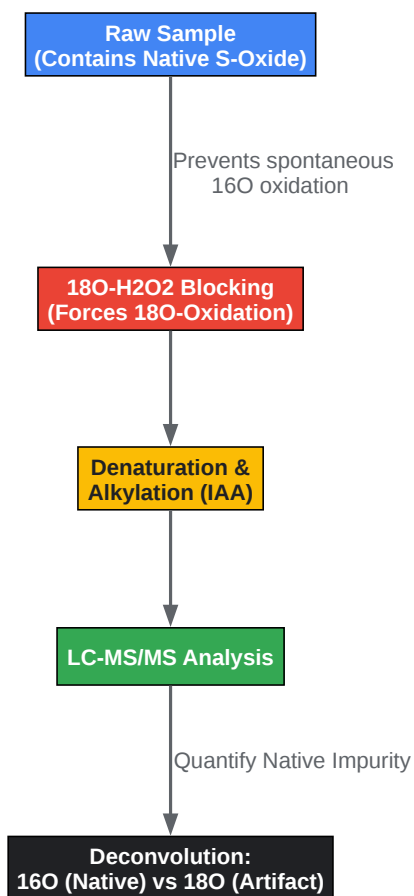 Raw Sample
(Contains Native S-Oxide)
Prevents spontaneous
16O oxidation
18O-H2O2 Blocking
(Forces 18O-Oxidation)
Denaturation &
Alkylation (IAA)
LC-MS/MS Analysis
Quantify Native Impurity
Deconvolution:
16O (Native) vs 18O (Artifact)